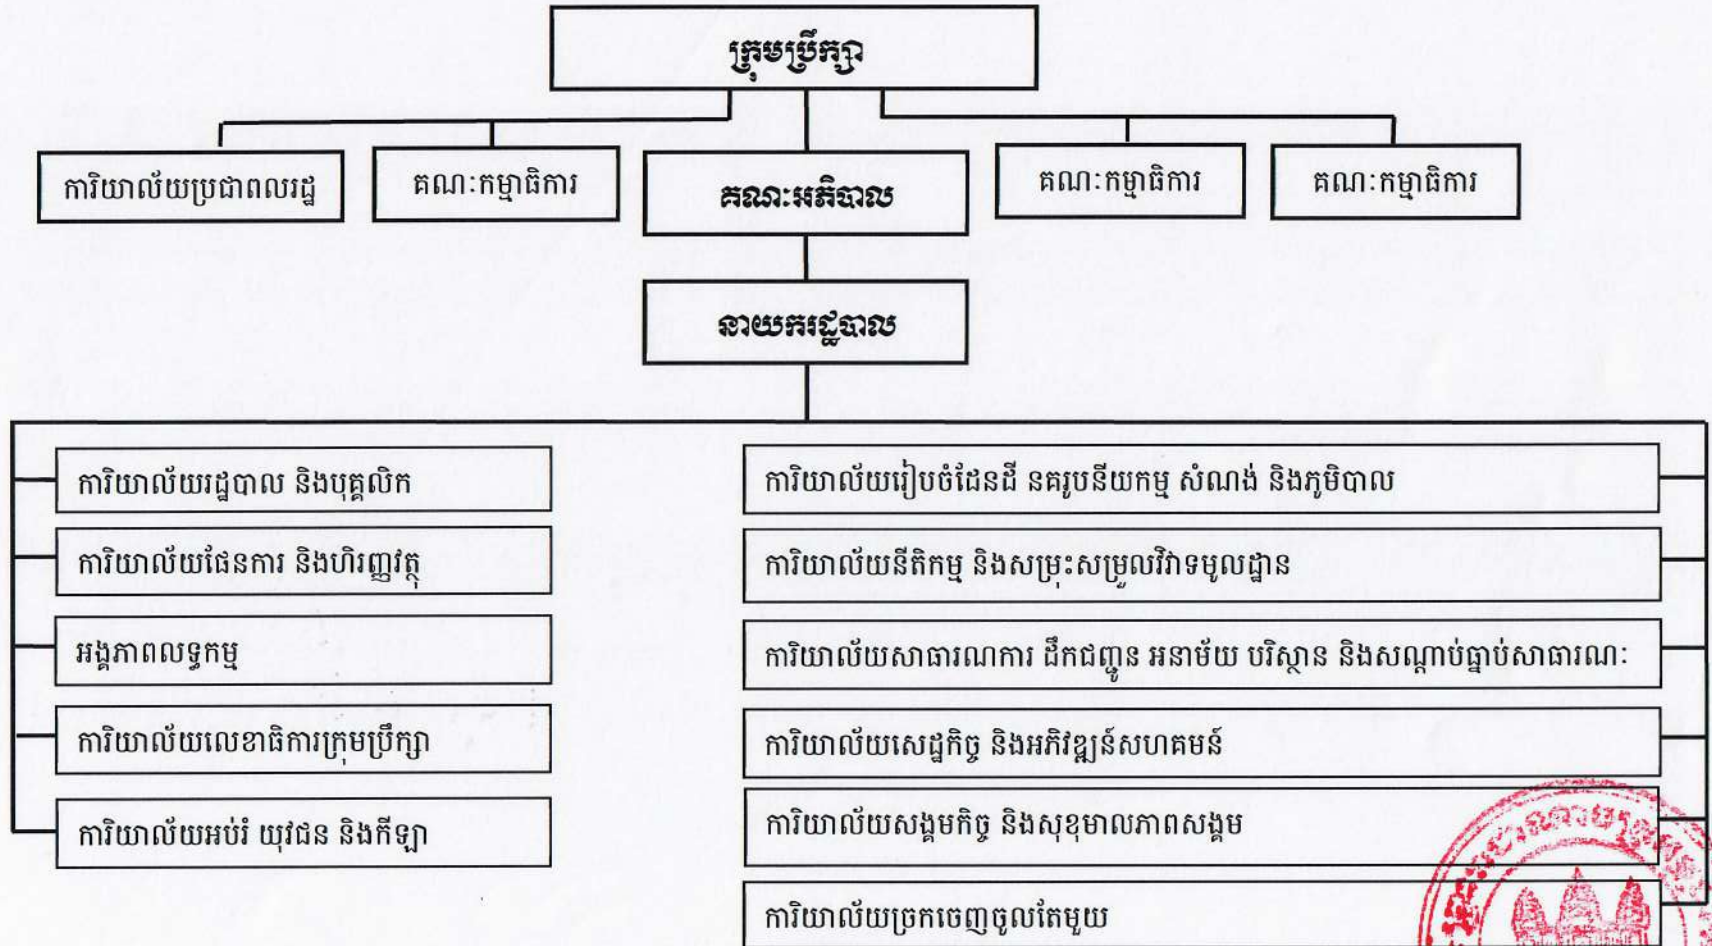 ក្រុមប្រឹក្សា
ការិយាល័យប្រជាពលរដ្ឋ
គណៈកម្មាធិការ
គណៈអភិបាល
គណៈកម្មាធិការ
គណៈកម្មាធិការ
នាយករដ្ឋបាល
ការិយាល័យរដ្ឋបាល និងបុគ្គលិក
ការិយាល័យផែនការ និងហិរញ្ញវត្ថុ
អង្គភាពលទ្ធកម្ម
ការិយាល័យលេខាធិការក្រុមប្រឹក្សា
ការិយាល័យអប់រំ យុវជន និងកីឡា
ការិយាល័យរៀបចំដែនដី នគរូបនីយកម្ម សំណង់ និងភូមិបាល
ការិយាល័យនីតិកម្ម និងសម្រុះសម្រួលវិវាទមូលដ្ឋាន
ការិយាល័យសាធារណការ ដឹកជញ្ជូន អនាម័យ បរិស្ថាន និងសណ្តាប់ធ្នាប់សាធារណៈ
ការិយាល័យសេដ្ឋកិច្ច និងអភិវឌ្ឍន៍សហគមន៍
ការិយាល័យសង្គមកិច្ច និងសុខុមាលភាពសង្គម
ការិយាល័យច្រកចេញចូលតែមួយ